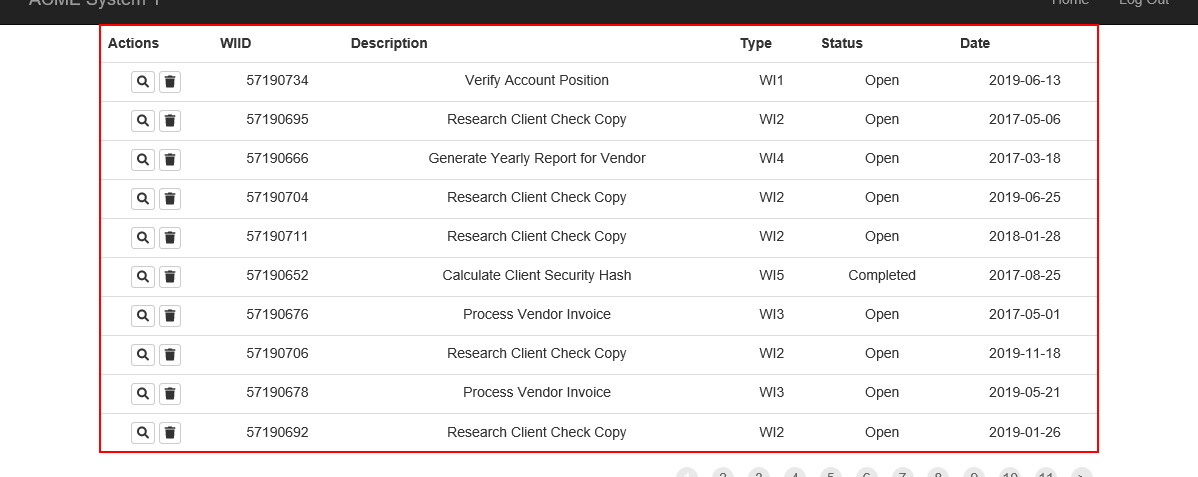 ACME System 1 Home Log Out
Actions WIID Description Type Status Date
57190734 Verify Account Position WI1 Open 2019-06-13
57190695 Research Client Check Copy WI2 Open 2017-05-06
57190666 Generate Yearly Report for Vendor WI4 Open 2017-03-18
57190704 Research Client Check Copy WI2 Open 2019-06-25
57190711 Research Client Check Copy WI2 Open 2018-01-28
57190652 Calculate Client Security Hash WI5 Completed 2017-08-25
57190676 Process Vendor Invoice WI3 Open 2017-05-01
57190706 Research Client Check Copy WI2 Open 2019-11-18
57190678 Process Vendor Invoice WI3 Open 2019-05-21
57190692 Research Client Check Copy WI2 Open 2019-01-26
1 2 3 4 5 6 7 8 9 10 11 >